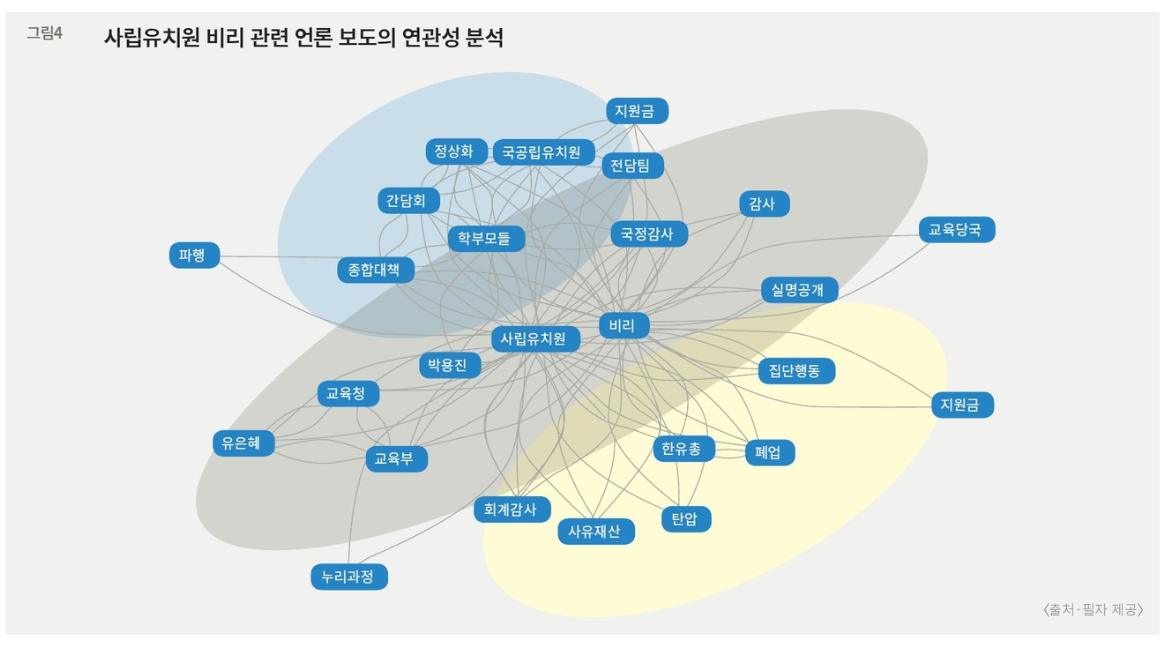 그림4
사립유치원 비리 관련 언론 보도의 연관성 분석
지원금
정상화
국공립유치원
전담팀
간담회
감사
학부모들
국정감사
교육당국
파행
종합대책
실명공개
비리
사립유치원
박용진
집단행동
교육청
지원금
유은혜
한유총
폐업
교육부
회계감사
탄압
사유재산
누리과정
〈출처-필자 제공〉